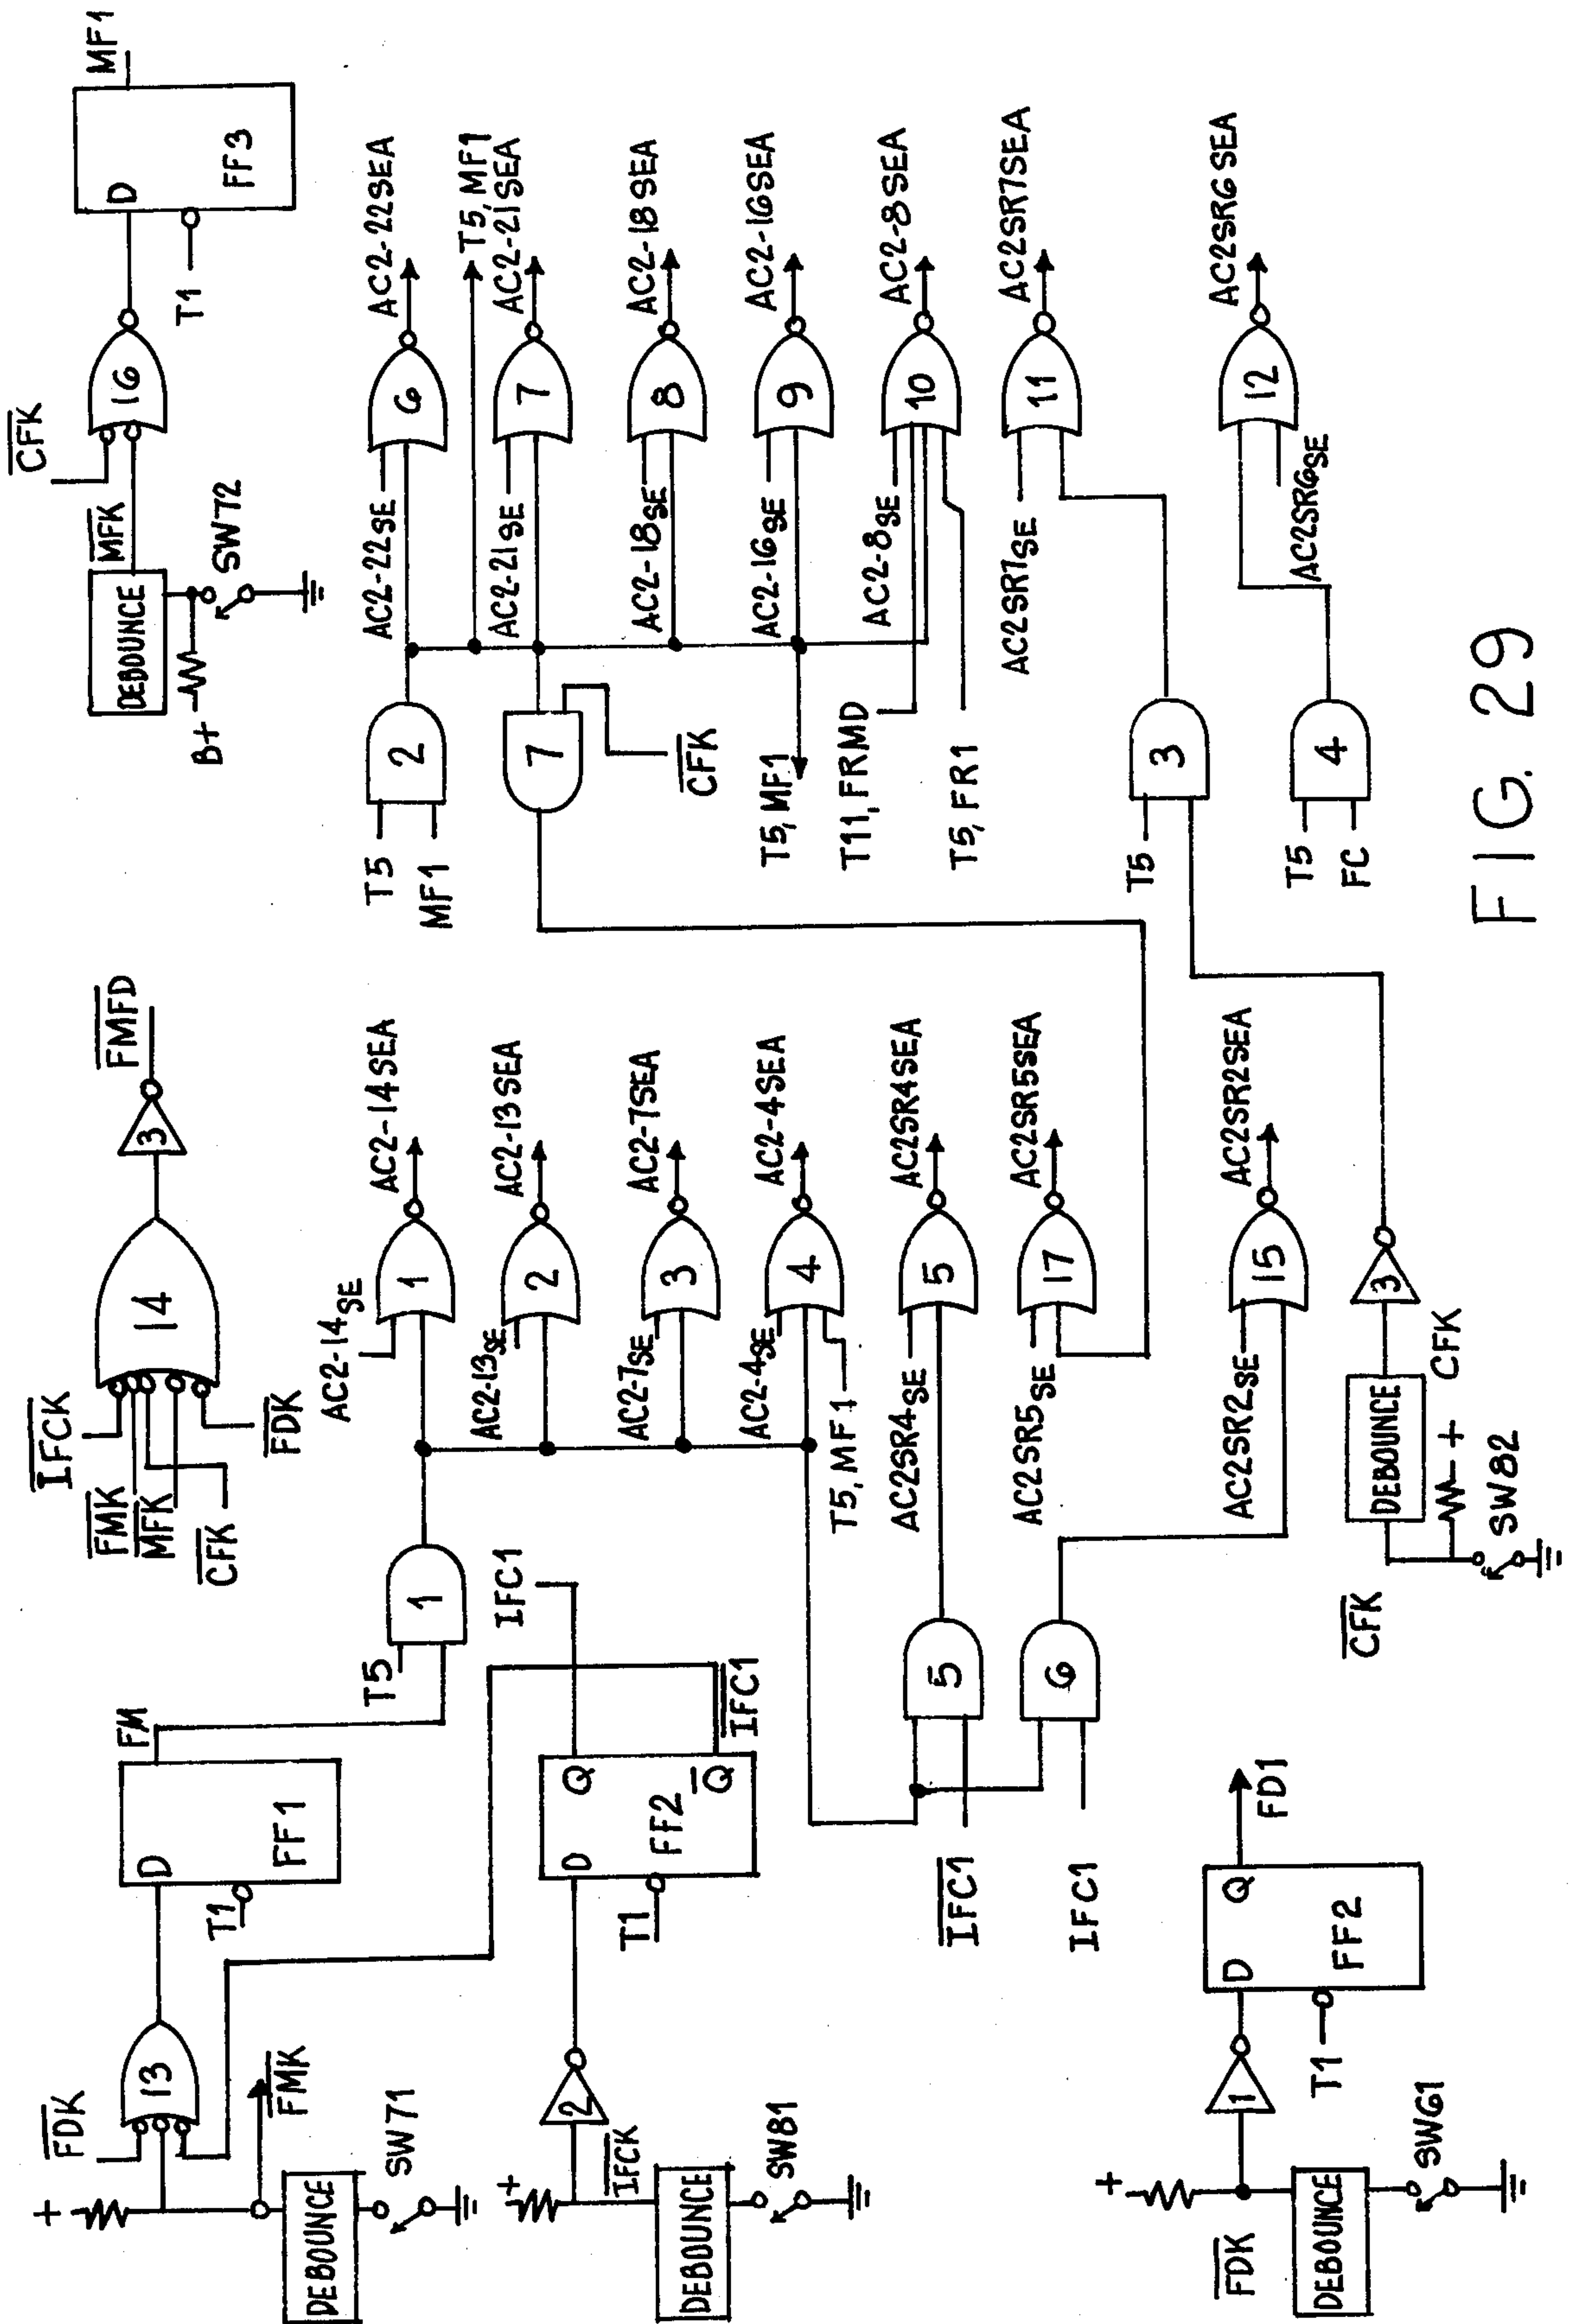 FDK
13
D
FF1
T1
FM
FMK
+
DEBOUNCE
SW71
IFCK
FMK
MFK
CFK
FDK
14
3
FMFD
CFK
MFK
16
DEBOUNCE
B+
SW72
D
FF3
T1
MF1
+
IFCK
2
DEBOUNCE
SW81
D
Q
Q
FF2
T1
IFC1
IFC1
T5
1
AC2-14SE
1
AC2-14SEA
AC2-13SE
2
AC2-13SEA
AC2-7SE
3
AC2-7SEA
AC2-4SE
4
AC2-4SEA
T5, MF1
IFC1
5
AC2SR4SE
5
AC2SR4SEA
IFC1
6
AC2SR5SE
17
AC2SR5SEA
AC2SR2SE
15
AC2SR2SEA
T5
MF1
2
AC2-22SE
6
AC2-22SEA
T5, MF1
AC2-21SE
7
AC2-21SEA
7
CFK
AC2-18SE
8
AC2-18SEA
AC2-16SE
9
AC2-16SEA
T5, MF1
T11, FRMD
AC2-8SE
10
AC2-8SEA
T5, FR1
AC2SR7SE
11
AC2SR7SEA
T5
3
T5
FC
4
12
AC2SR6SE
AC2SR6SEA
+
FDK
1
DEBOUNCE
SW61
D
Q
FF2
T1
FD1
CFK
DEBOUNCE
+
SW82
CFK
3
FIG. 29